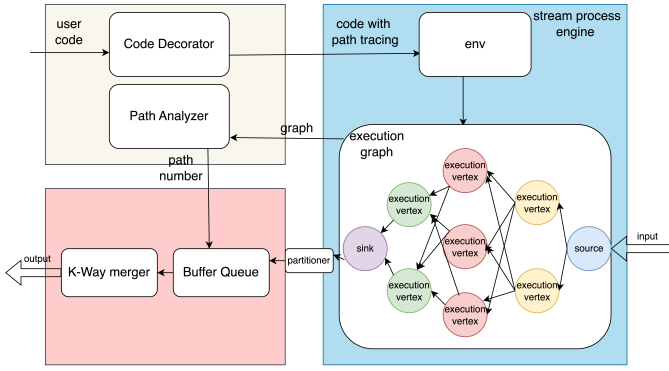 user
code
Code Decorator
code with
path tracing
env
stream process
engine
Path Analyzer
graph
execution
graph
path
number
execution
vertex
execution
vertex
execution
vertex
sink
execution
vertex
source
input
partitioner
output
K-Way merger
Buffer Queue
execution
vertex
execution
vertex
execution
vertex